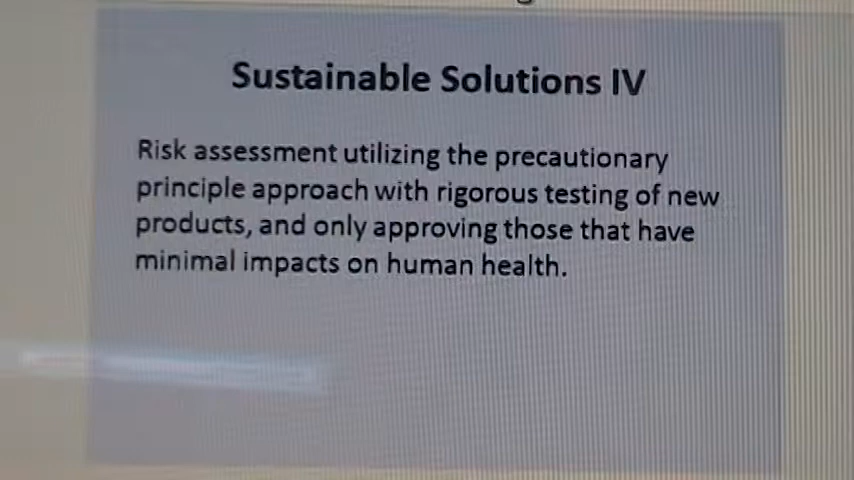 Sustainable Solutions IV
Risk assessment utilizing the precautionary
principle approach with rigorous testing of new
products, and only approving those that have
minimal impacts on human health.